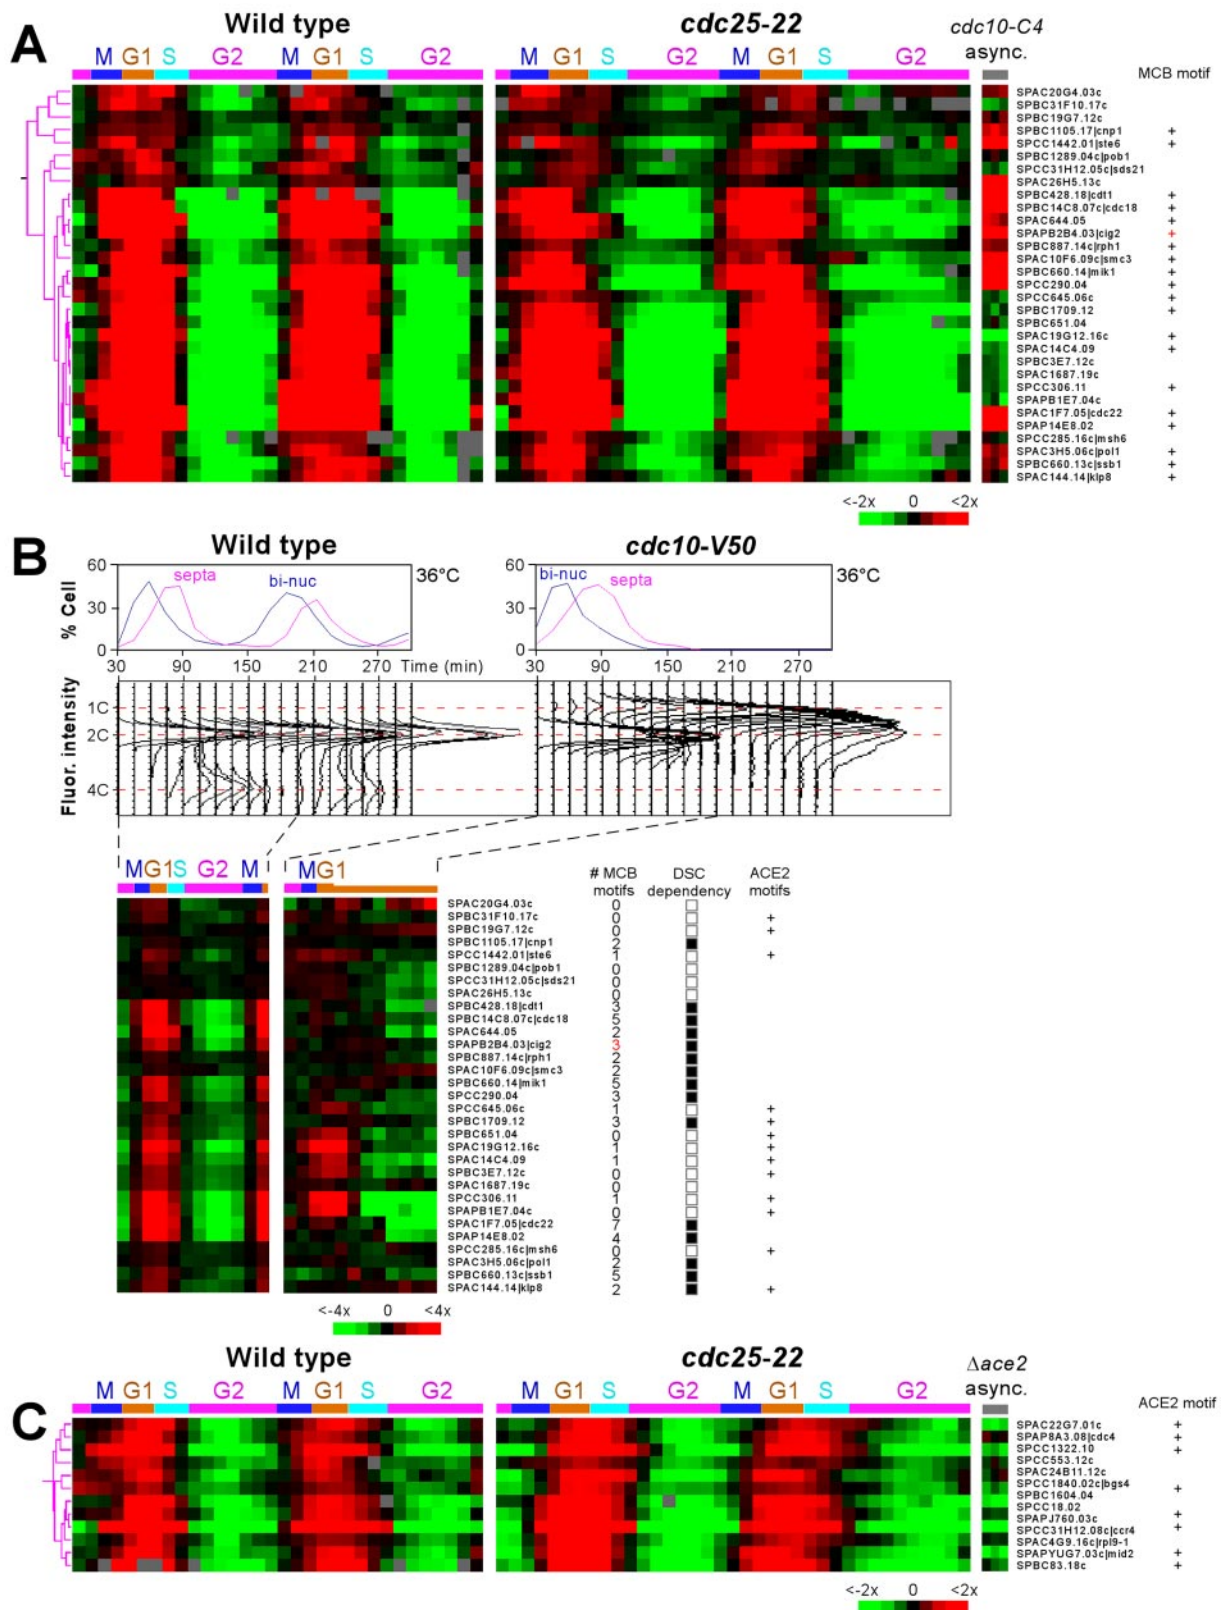 A
Wild type
cdc25-22
cdc10-C4
async.
M G1 S G2 M G1 S G2
M G1 S G2 M G1 S G2
MCB motif
SPAC20G4.03c
SPBC31F10.17c
SPBC19G7.12c
SPBC1105.17|cnp1 +
SPCC1442.01|ste6 +
SPBC1289.04c|pob1
SPCC31H12.05c|sds21
SPAC26H5.13c
SPBC428.18|cdt1 +
SPBC14C8.07c|cdc18 +
SPAC644.05 +
SPAPB2B4.03|cig2 +
SPBC887.14c|rph1 +
SPAC10F6.09c|smc3 +
SPBC660.14|mik1 +
SPCC290.04 +
SPCC645.06c +
SPBC1709.12 +
SPBC651.04
SPAC19G12.16c +
SPAC14C4.09 +
SPBC3E7.12c
SPAC1687.19c
SPCC306.11 +
SPAPB1E7.04c
SPAC1F7.05|cdc22 +
SPAP14E8.02 +
SPCC285.16c|msh6
SPAC3H5.06c|pol1 +
SPBC660.13c|ssb1 +
SPAC144.14|klp8 +
<-2x 0 <2x
B
Wild type
cdc10-V50
% Cell
60
30
0
septa
bi-nuc
36°C
60
30
0
bi-nuc
septa
36°C
30 90 150 210 270 Time (min)
30 90 150 210 270
Fluor. intensity
1C
2C
4C
M G1 S G2 M
M G1
# MCB motifs
DSC dependency
ACE2 motifs
SPAC20G4.03c 0
SPBC31F10.17c 0 +
SPBC19G7.12c 0 +
SPBC1105.17|cnp1 2
SPCC1442.01|ste6 1 +
SPBC1289.04c|pob1 0
SPCC31H12.05c|sds21 0
SPAC26H5.13c 0
SPBC428.18|cdt1 3
SPBC14C8.07c|cdc18 5
SPAC644.05 2
SPAPB2B4.03|cig2 3
SPBC887.14c|rph1 2
SPAC10F6.09c|smc3 2
SPBC660.14|mik1 5
SPCC290.04 3
SPCC645.06c 1 +
SPBC1709.12 3 +
SPBC651.04 0 +
SPAC19G12.16c 1 +
SPAC14C4.09 1 +
SPBC3E7.12c 0 +
SPAC1687.19c 0
SPCC306.11 1 +
SPAPB1E7.04c 0 +
SPAC1F7.05|cdc22 7
SPAP14E8.02 4
SPCC285.16c|msh6 0 +
SPAC3H5.06c|pol1 2
SPBC660.13c|ssb1 5
SPAC144.14|klp8 2 +
<-4x 0 <4x
C
Wild type
cdc25-22
Δace2
async.
M G1 S G2 M G1 S G2
M G1 S G2 M G1 S G2
ACE2 motif
SPAC22G7.01c +
SPAP8A3.08|cdc4 +
SPCC1322.10 +
SPCC553.12c
SPAC24B11.12c
SPCC1840.02c|bgs4 +
SPBC1604.04
SPCC18.02
SPAPJ760.03c +
SPCC31H12.08c|ccr4 +
SPAC4G9.16c|rpl9-1
SPAPYUG7.03c|mid2 +
SPBC83.18c +
<-2x 0 <2x